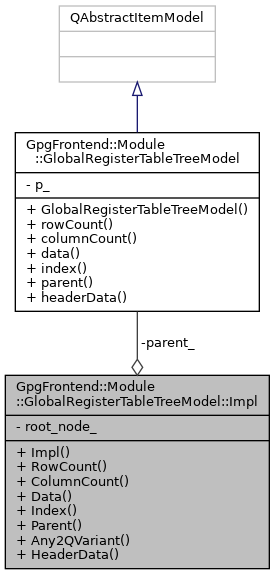 QAbstractItemModel
GpgFrontend::Module
::GlobalRegisterTableTreeModel
- p_
+ GlobalRegisterTableTreeModel()
+ rowCount()
+ columnCount()
+ data()
+ index()
+ parent()
+ headerData()
-parent_
GpgFrontend::Module
::GlobalRegisterTableTreeModel::Impl
- root_node_
+ Impl()
+ RowCount()
+ ColumnCount()
+ Data()
+ Index()
+ Parent()
+ Any2QVariant()
+ HeaderData()